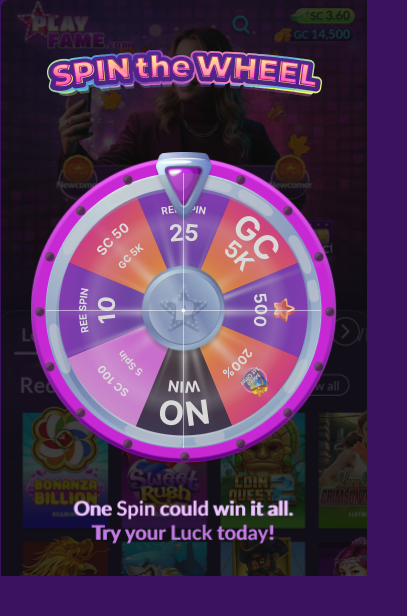 PLAY
FAME.com
SC 3.60
GC 14,500
SPIN the WHEEL
Newcomer
REE SPIN
25
GC
5K
SC 50
GC 5K
500
REE SPIN
10
200%
SC 100
5 Spin
NO
WIN
One Spin could win it all.
Try your Luck today!
BONANZA
BILLION
SWEET
RUSH
COIN
QUEST